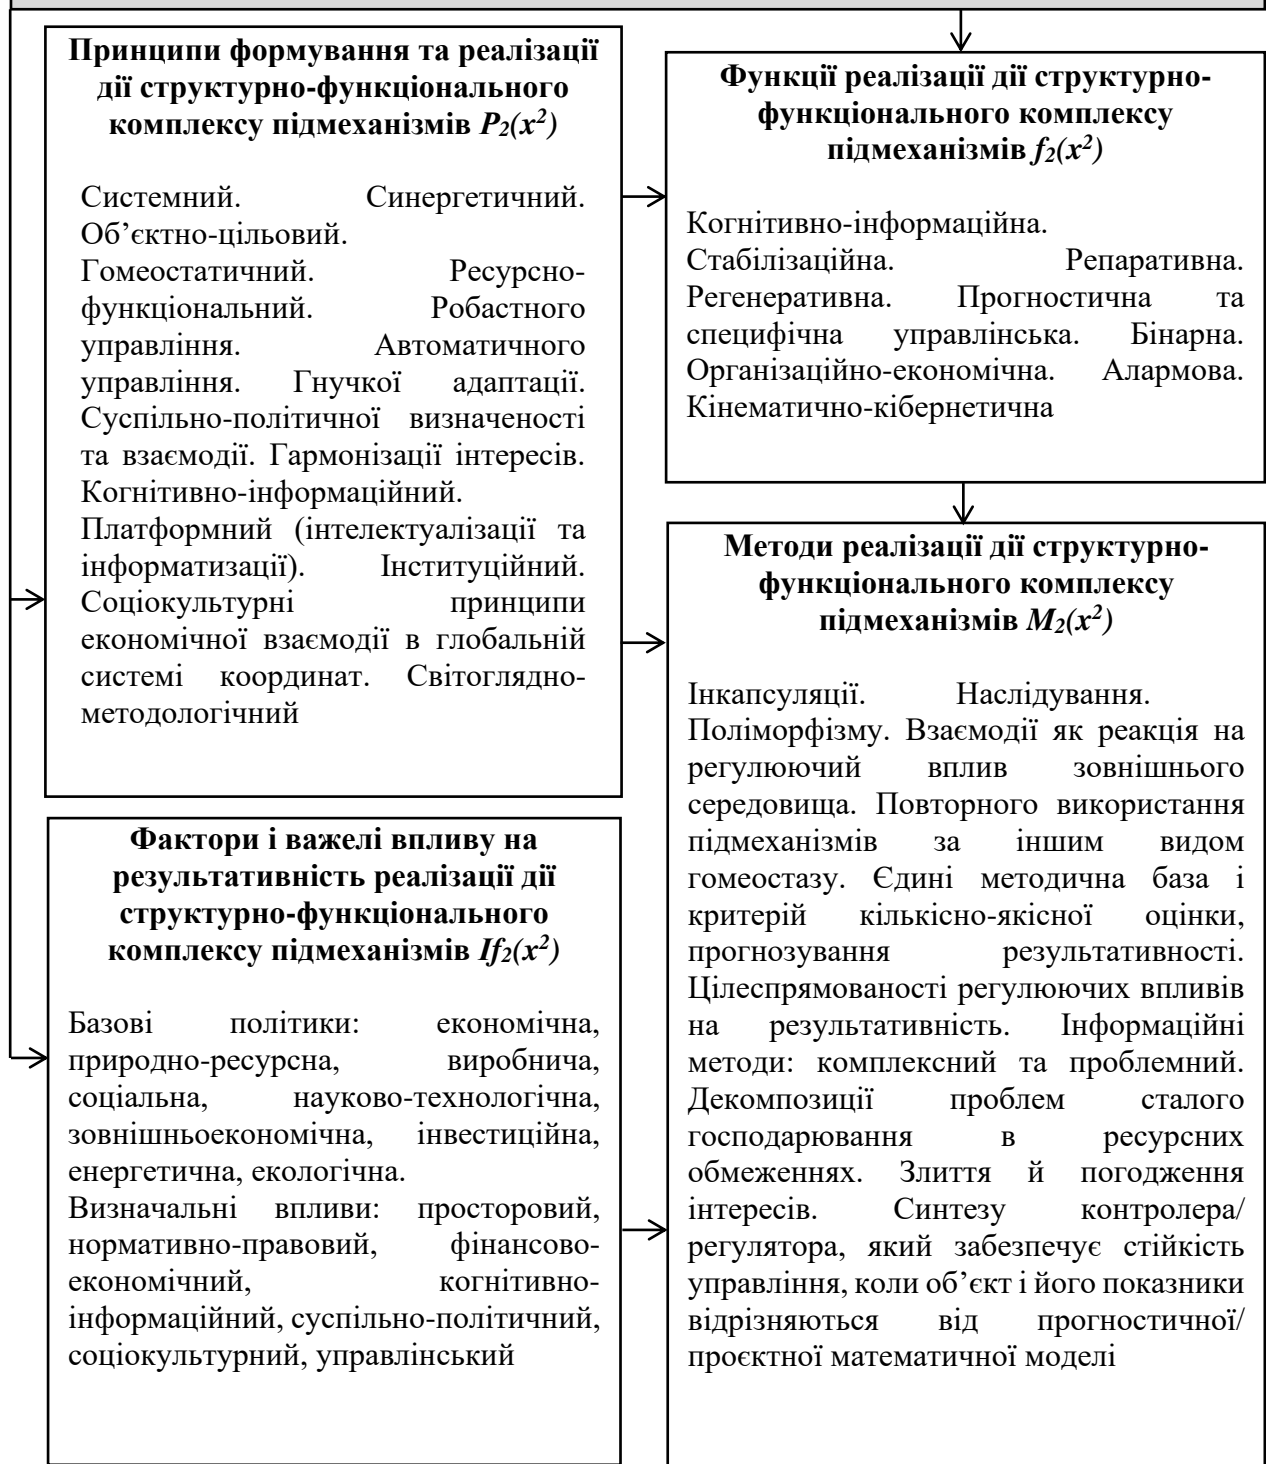 Принципи формування та реалізації
дії структурно-функціонального
комплексу підмеханізмів P₂(x²)
Системний. Синергетичний.
Об’єктно-цільовий.
Гомеостатичний. Ресурсно-
функціональний. Робастного
управління. Автоматичного
управління. Гнучкої адаптації.
Суспільно-політичної визначеності
та взаємодії. Гармонізації інтересів.
Когнітивно-інформаційний.
Платформний (інтелектуалізації та
інформатизації). Інституційний.
Соціокультурні принципи
економічної взаємодії в глобальній
системі координат. Світоглядно-
методологічний
Функції реалізації дії структурно-
функціонального комплексу
підмеханізмів f₂(x²)
Когнітивно-інформаційна.
Стабілізаційна. Репаративна.
Регенеративна. Прогностична та
специфічна управлінська. Бінарна.
Організаційно-економічна. Алармова.
Кінематично-кібернетична
Фактори і важелі впливу на
результативність реалізації дії
структурно-функціонального
комплексу підмеханізмів If₂(x²)
Базові політики: економічна,
природно-ресурсна, виробнича,
соціальна, науково-технологічна,
зовнішньоекономічна, інвестиційна,
енергетична, екологічна.
Визначальні впливи: просторовий,
нормативно-правовий, фінансово-
економічний, когнітивно-
інформаційний, суспільно-політичний,
соціокультурний, управлінський
Методи реалізації дії структурно-
функціонального комплексу
підмеханізмів M₂(x²)
Інкапсуляції. Наслідування.
Поліморфізму. Взаємодії як реакція на
регулюючий вплив зовнішнього
середовища. Повторного використання
підмеханізмів за іншим видом
гомеостазу. Єдині методична база і
критерій кількісно-якісної оцінки,
прогнозування результативності.
Цілеспрямованості регулюючих впливів
на результативність. Інформаційні
методи: комплексний та проблемний.
Декомпозиції проблем сталого
господарювання в ресурсних
обмеженнях. Злиття й погодження
інтересів. Синтезу контролера/
регулятора, який забезпечує стійкість
управління, коли об’єкт і його показники
відрізняються від прогностичної/
проєктної математичної моделі